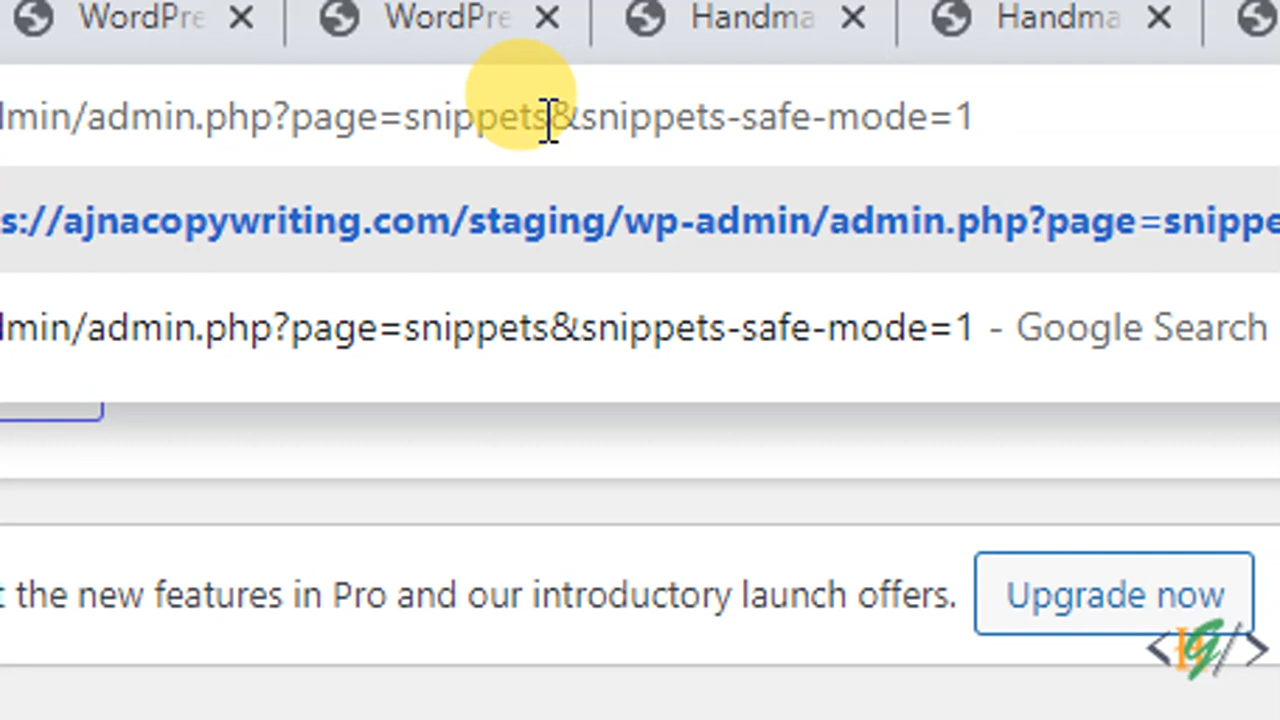 WordPre WordPre Handma Handma
lmin/admin.php?page=snippets&snippets-safe-mode=1
s://ajnacopywriting.com/staging/wp-admin/admin.php?page=snippe
lmin/admin.php?page=snippets&snippets-safe-mode=1 - Google Search
t the new features in Pro and our introductory launch offers. Upgrade now